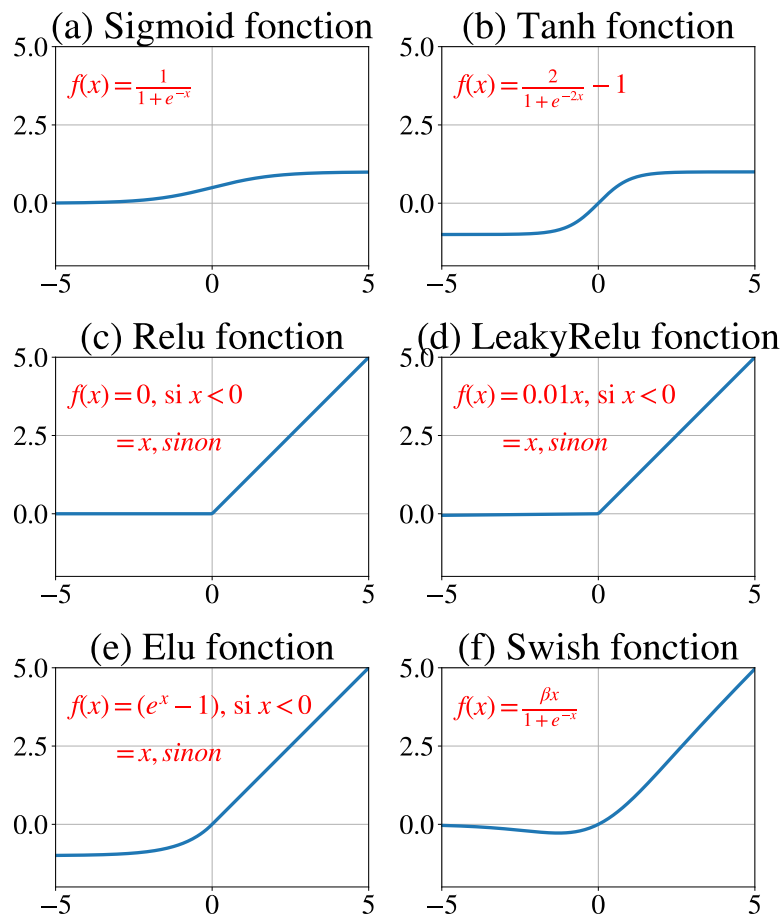 (a) Sigmoid fonction
5.0
f(x) = 1/(1 + e^{-x})
2.5
0.0
−5 0 5
(b) Tanh fonction
5.0
f(x) = 2/(1 + e^{-2x}) − 1
2.5
0.0
−5 0 5
(c) Relu fonction
5.0
f(x) = 0, si x < 0
2.5
= x, sinon
0.0
−5 0 5
(d) LeakyRelu fonction
5.0
f(x) = 0.01x, si x < 0
2.5
= x, sinon
0.0
−5 0 5
(e) Elu fonction
5.0
f(x) = (e^x − 1), si x < 0
= x, sinon
2.5
0.0
−5 0 5
(f) Swish fonction
5.0
f(x) = βx/(1 + e^{-x})
2.5
0.0
−5 0 5